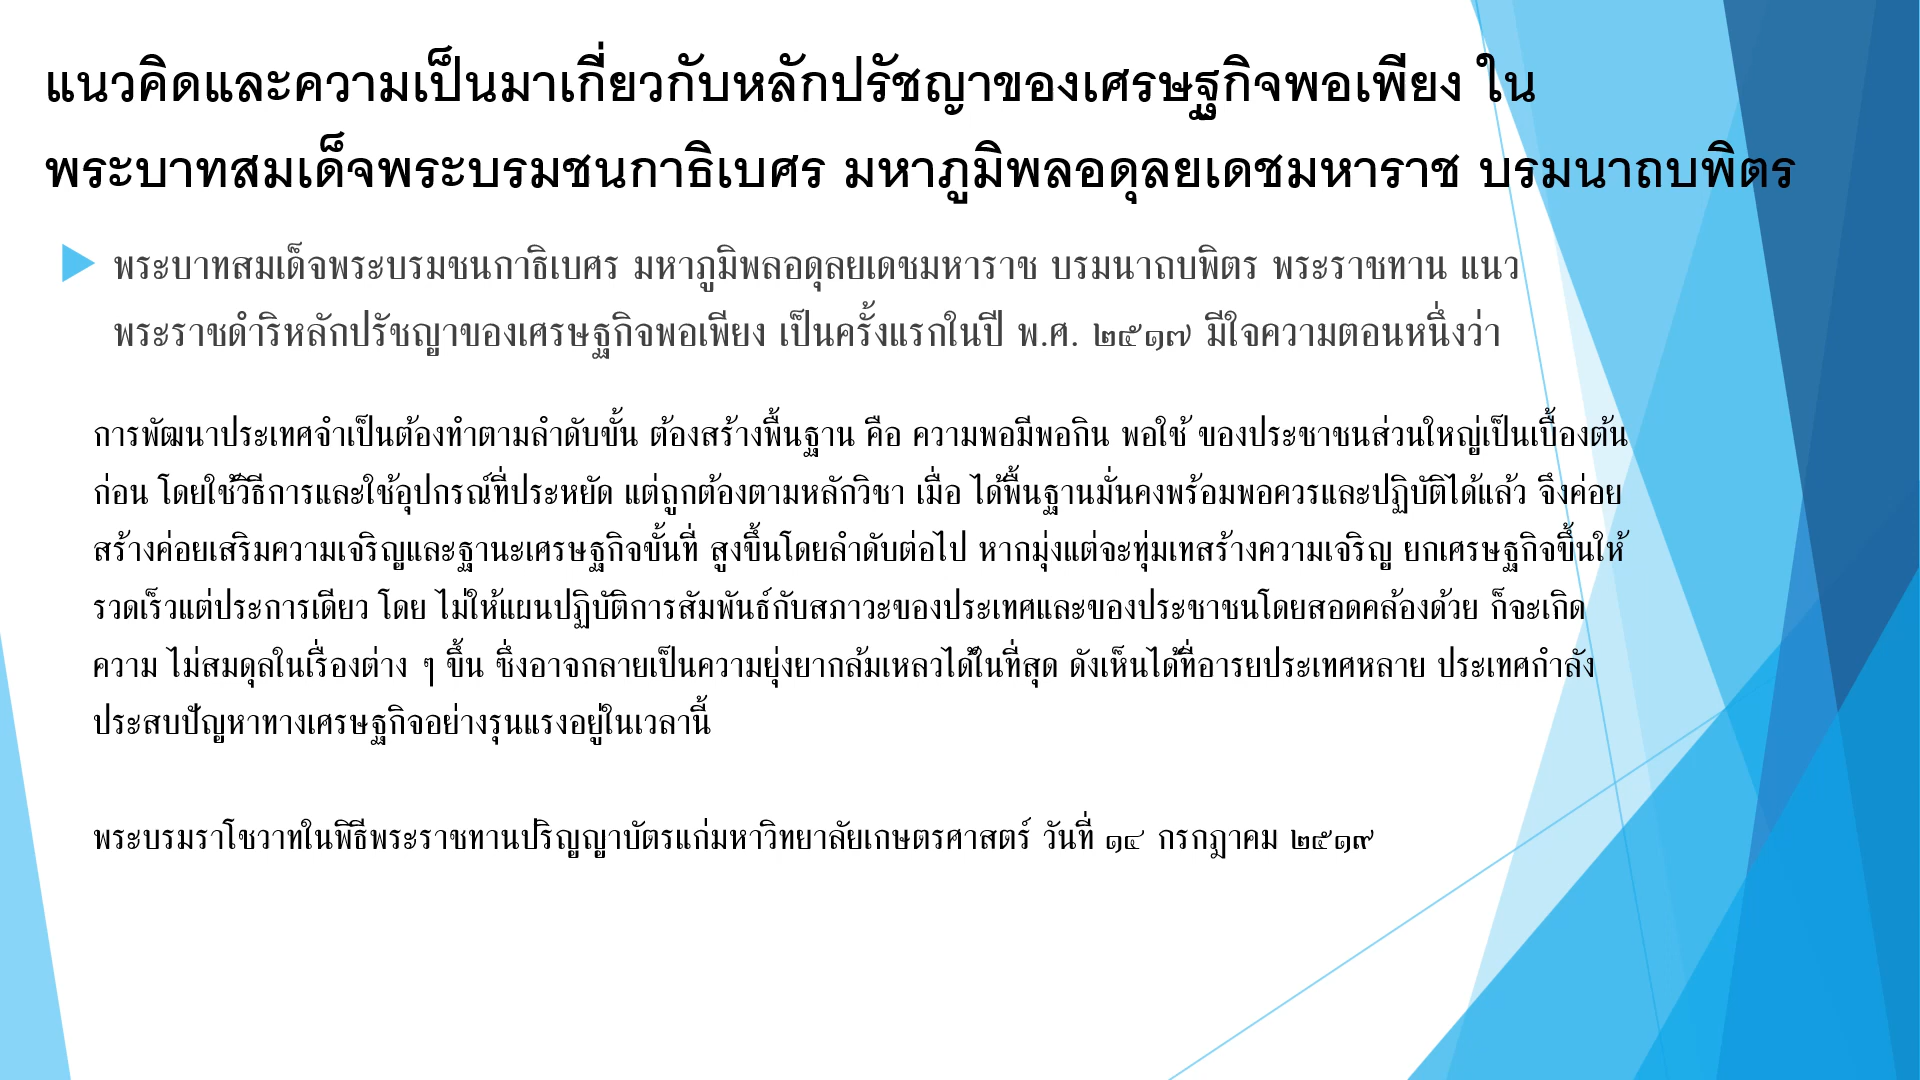 แนวคิดและความเป็นมาเกี่ยวกับหลักปรัชญาของเศรษฐกิจพอเพียง ใน
พระบาทสมเด็จพระบรมชนกาธิเบศร มหาภูมิพลอดุลยเดชมหาราช บรมนาถบพิตร
พระบาทสมเด็จพระบรมชนกาธิเบศร มหาภูมิพลอดุลยเดชมหาราช บรมนาถบพิตร พระราชทาน แนว
พระราชดำริหลักปรัชญาของเศรษฐกิจพอเพียง เป็นครั้งแรกในปี พ.ศ. ๒๕๑๗ มีใจความตอนหนึ่งว่า
การพัฒนาประเทศจำเป็นต้องทำตามลำดับขั้น ต้องสร้างพื้นฐาน คือ ความพอมีพอกิน พอใช้ ของประชาชนส่วนใหญ่เป็นเบื้องต้น
ก่อน โดยใช้วิธีการและใช้อุปกรณ์ที่ประหยัด แต่ถูกต้องตามหลักวิชา เมื่อ ได้พื้นฐานมั่นคงพร้อมพอควรและปฏิบัติได้แล้ว จึงค่อย
สร้างค่อยเสริมความเจริญและฐานะเศรษฐกิจขั้นที่ สูงขึ้นโดยลำดับต่อไป หากมุ่งแต่จะทุ่มเทสร้างความเจริญ ยกเศรษฐกิจขึ้นให้
รวดเร็วแต่ประการเดียว โดย ไม่ให้แผนปฏิบัติการสัมพันธ์กับสภาวะของประเทศและของประชาชนโดยสอดคล้องด้วย ก็จะเกิด
ความ ไม่สมดุลในเรื่องต่าง ๆ ขึ้น ซึ่งอาจกลายเป็นความยุ่งยากล้มเหลวได้ในที่สุด ดังเห็นได้ที่อารยประเทศหลาย ประเทศกำลัง
ประสบปัญหาทางเศรษฐกิจอย่างรุนแรงอยู่ในเวลานี้
พระบรมราโชวาทในพิธีพระราชทานปริญญาบัตรแก่มหาวิทยาลัยเกษตรศาสตร์ วันที่ ๑๔ กรกฎาคม ๒๕๑๙